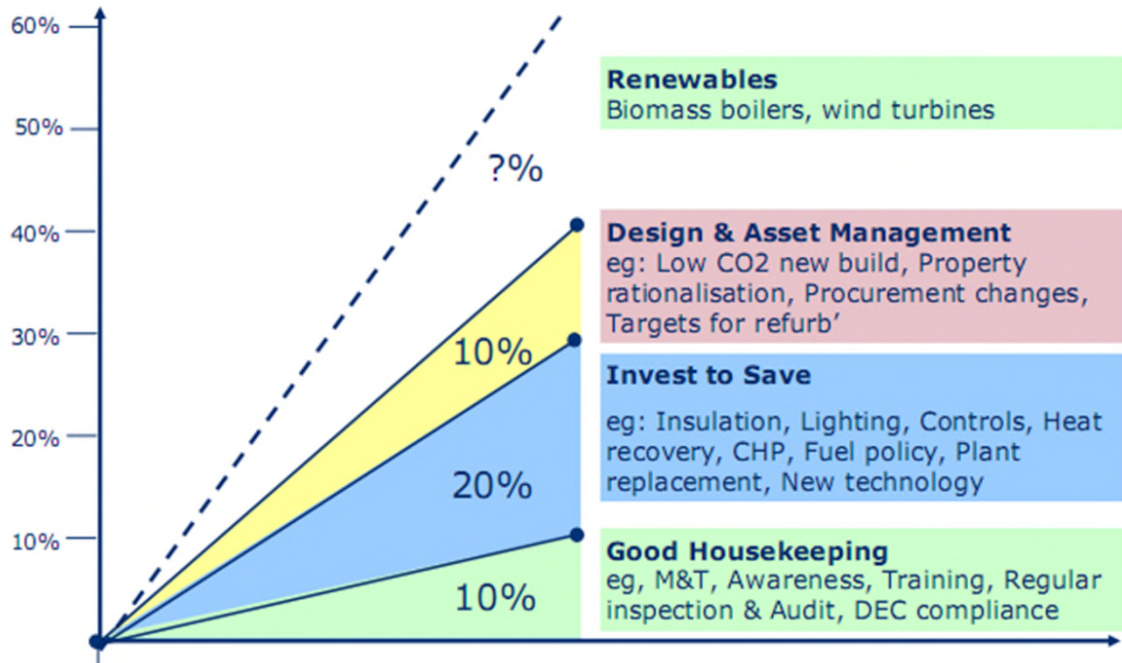 60%
50%
40%
30%
20%
10%
?%
10%
20%
10%
Renewables
Biomass boilers, wind turbines
Design & Asset Management
eg: Low CO2 new build, Property
rationalisation, Procurement changes,
Targets for refurb’
Invest to Save
eg: Insulation, Lighting, Controls, Heat
recovery, CHP, Fuel policy, Plant
replacement, New technology
Good Housekeeping
eg, M&T, Awareness, Training, Regular
inspection & Audit, DEC compliance